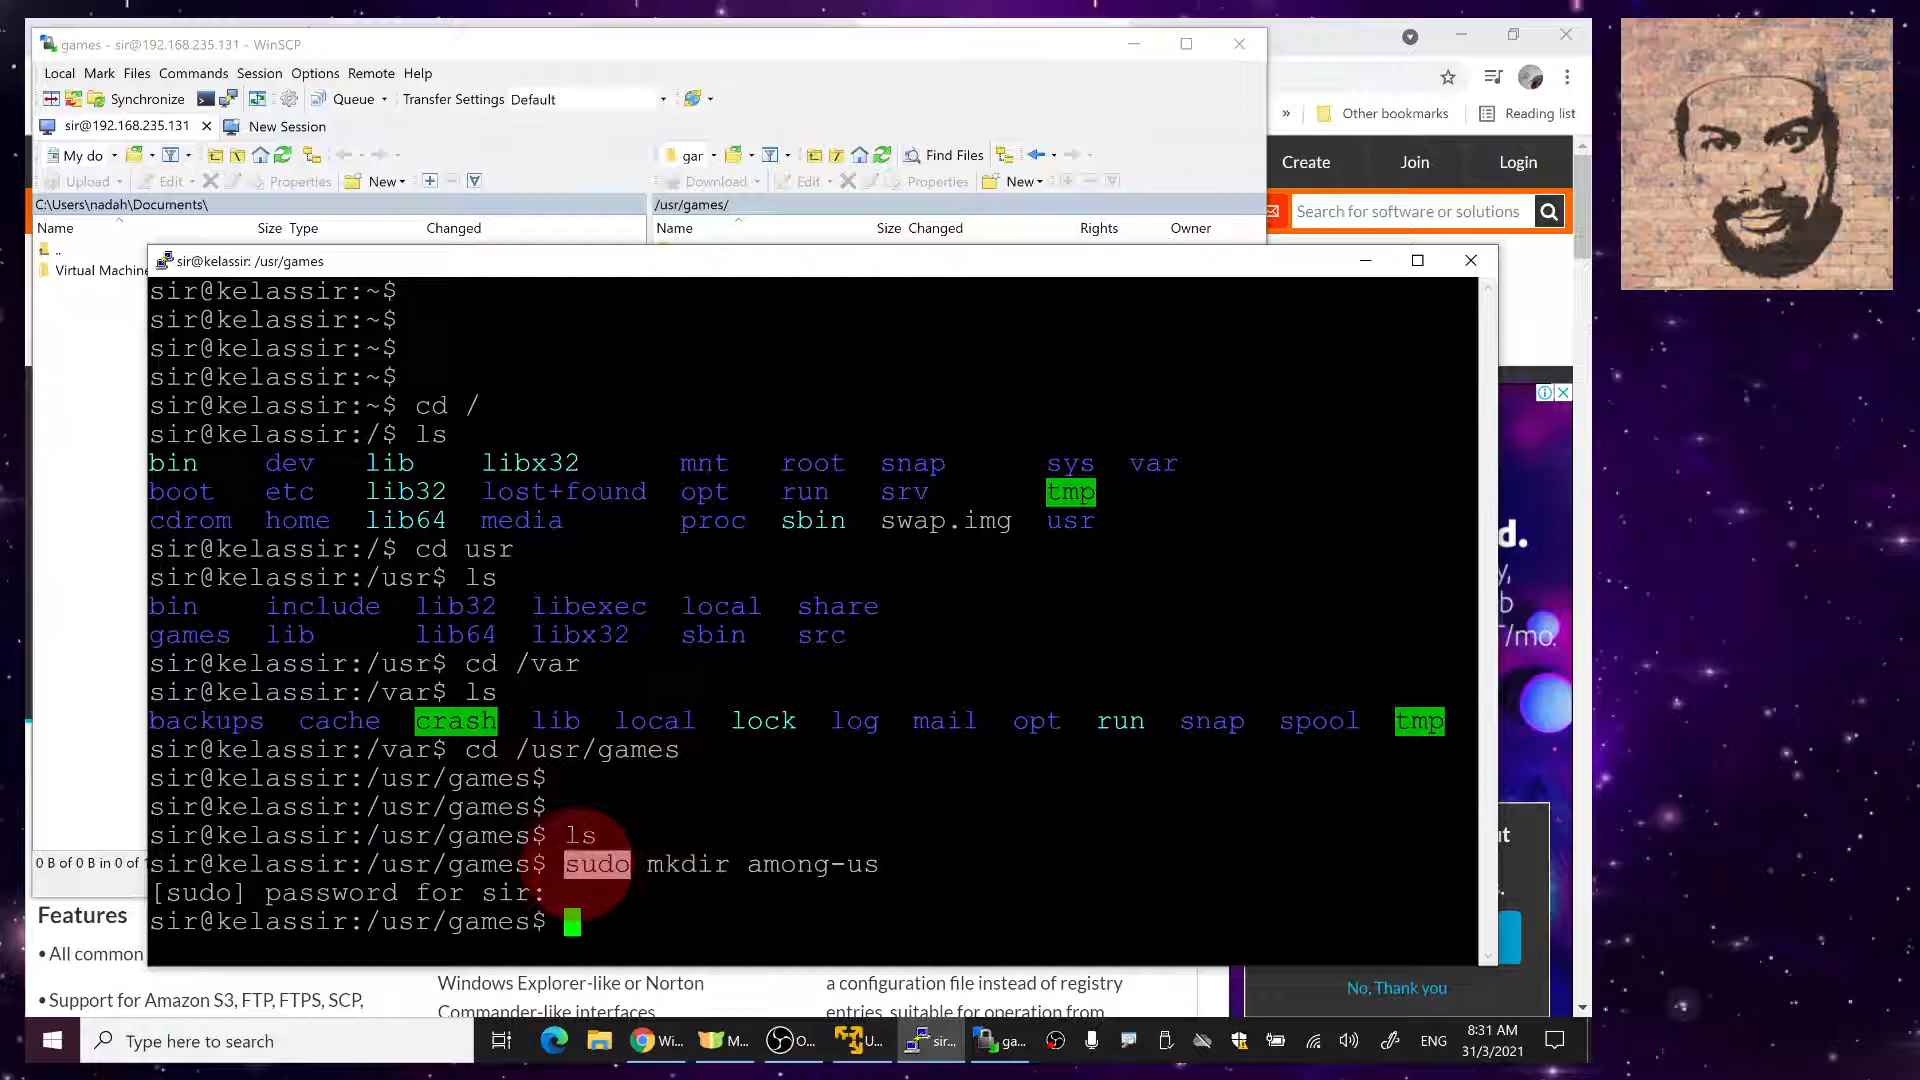 games - sir@192.168.235.131 - WinSCP
Local Mark Files Commands Session Options Remote Help
Synchronize Queue Transfer Settings Default
sir@192.168.235.131 New Session
My do gar Find Files
Upload Edit Properties New Download Edit Properties New
C:\Users\nadah\Documents\ /usr/games/
Name Size Type Changed Name Size Changed Rights Owner
..
Virtual Machine
» Other bookmarks Reading list
Create Join Login
Search for software or solutions
sir@kelassir: /usr/games
sir@kelassir:~$
sir@kelassir:~$
sir@kelassir:~$
sir@kelassir:~$
sir@kelassir:~$ cd /
sir@kelassir:/$ ls
bin dev lib libx32 mnt root snap sys var
boot etc lib32 lost+found opt run srv tmp
cdrom home lib64 media proc sbin swap.img usr
sir@kelassir:/$ cd usr
sir@kelassir:/usr$ ls
bin include lib32 libexec local share
games lib lib64 libx32 sbin src
sir@kelassir:/usr$ cd /var
sir@kelassir:/var$ ls
backups cache crash lib local lock log mail opt run snap spool tmp
sir@kelassir:/var$ cd /usr/games
sir@kelassir:/usr/games$
sir@kelassir:/usr/games$
sir@kelassir:/usr/games$ ls
sir@kelassir:/usr/games$ sudo mkdir among-us
[sudo] password for sir:
sir@kelassir:/usr/games$
d.
/mo.
0 B of 0 B in 0 of
Features
• All common
• Support for Amazon S3, FTP, FTPS, SCP,
Windows Explorer-like or Norton
Commander-like interfaces
a configuration file instead of registry
entries, suitable for operation from
No, Thank you
Type here to search
Wi... M... O... U... sir... ga...
ENG
8:31 AM
31/3/2021